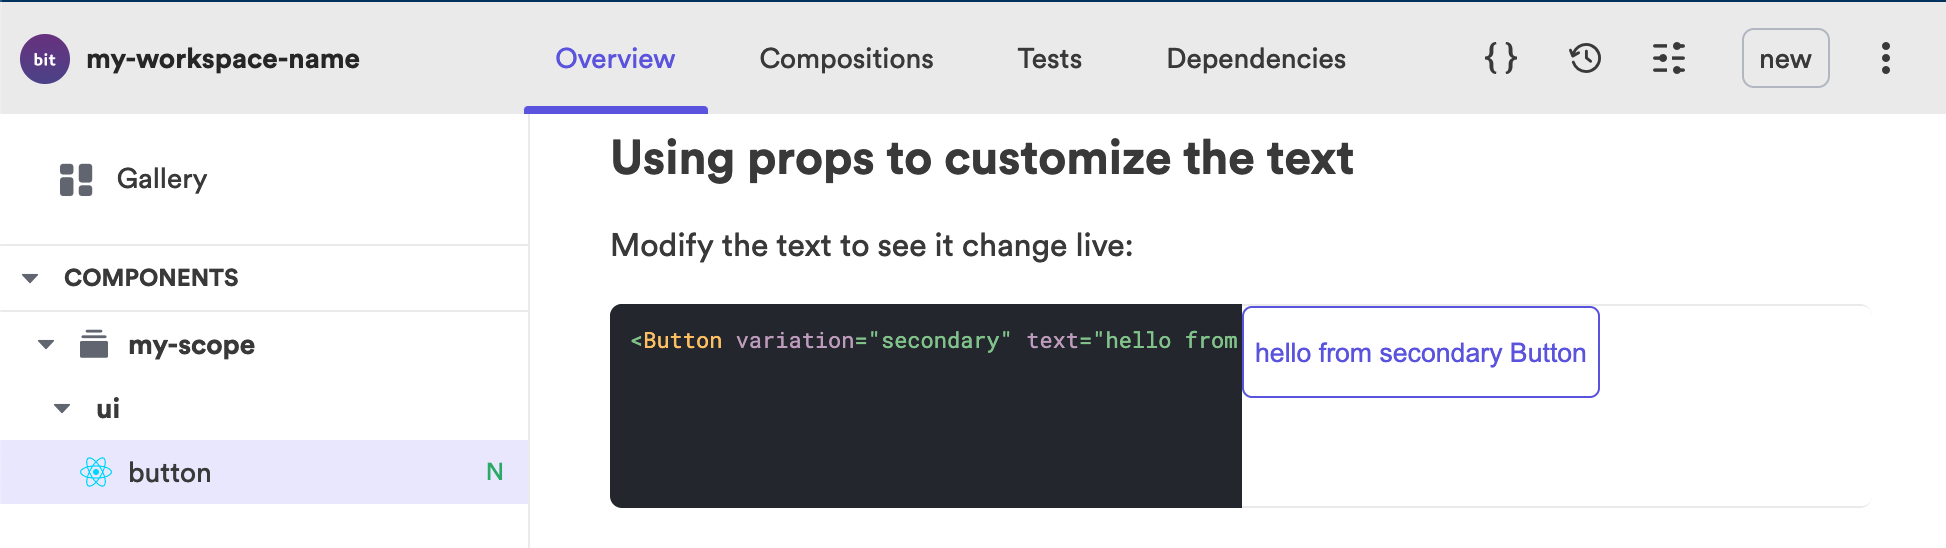 bit my-workspace-name Overview Compositions Tests Dependencies {} new
Gallery
COMPONENTS
my-scope
ui
button N
Using props to customize the text
Modify the text to see it change live:
<Button variation="secondary" text="hello from
hello from secondary Button